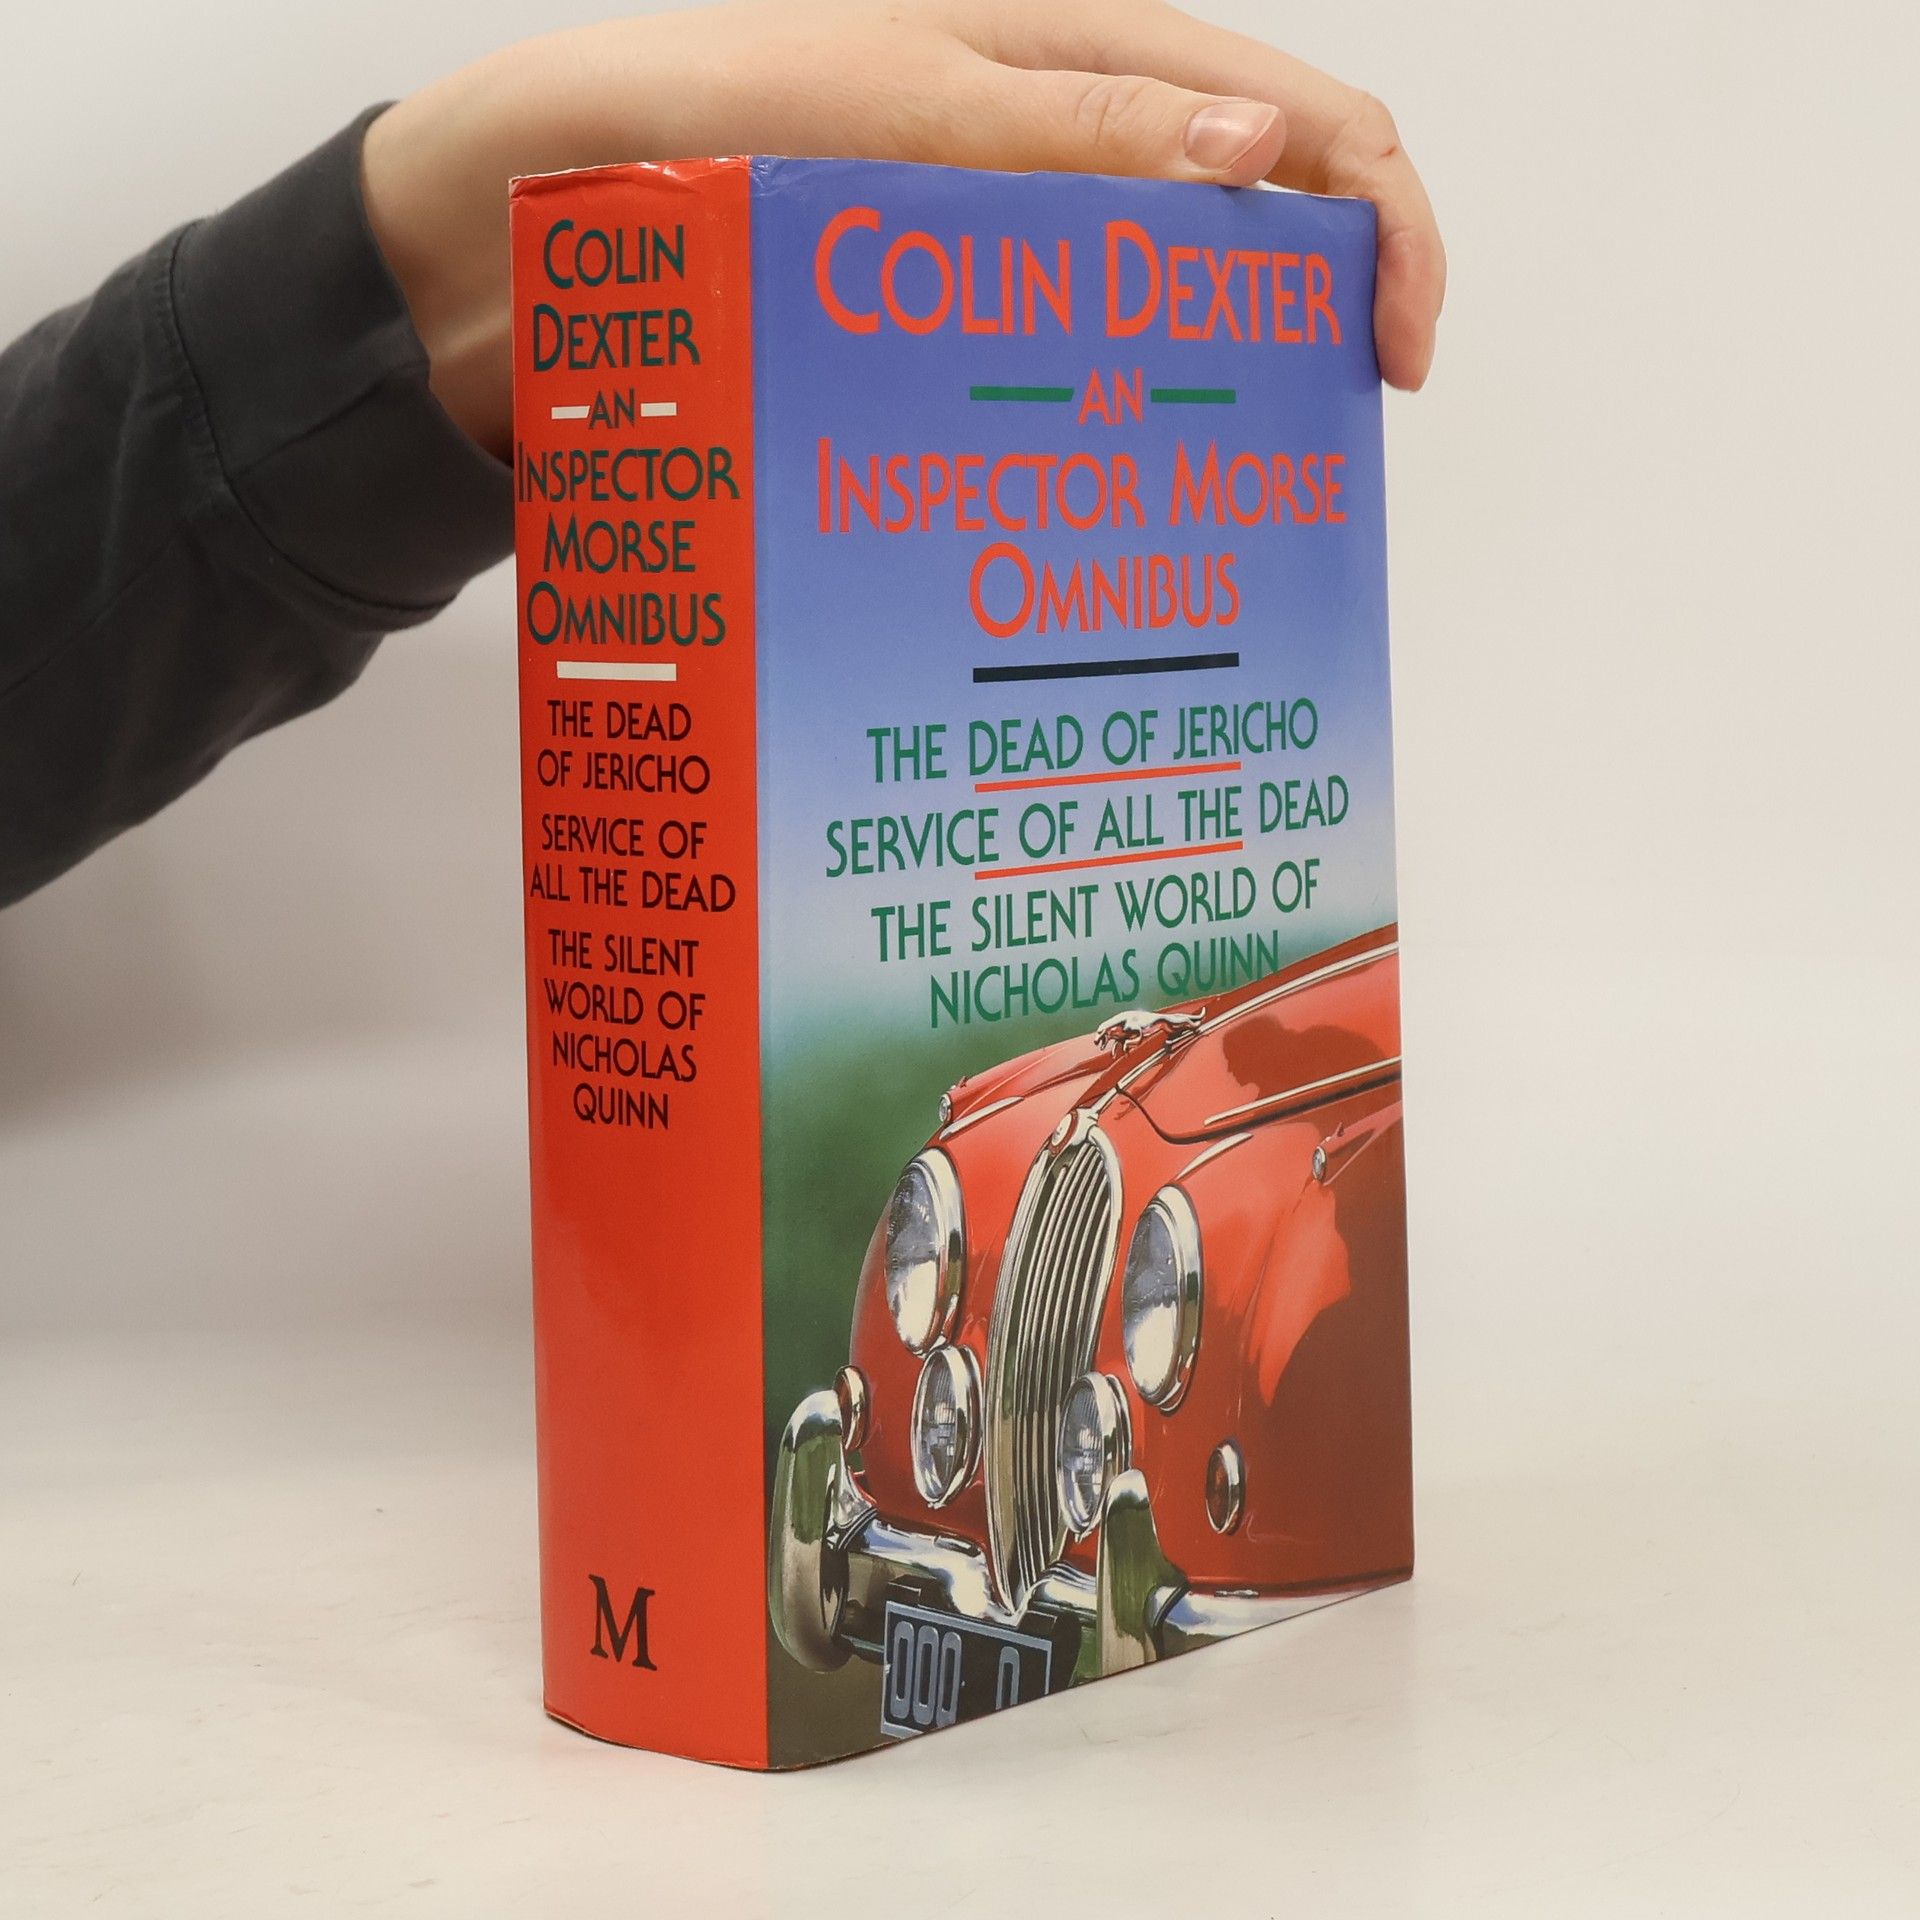 COLIN
DEXTER
AN
INSPECTOR
MORSE
OMNIBUS
THE DEAD
OF JERICHO
SERVICE OF
ALL THE DEAD
THE SILENT
WORLD OF
NICHOLAS
QUINN
M
COLIN DEXTER
AN
INSPECTOR MORSE
OMNIBUS
THE DEAD OF JERICHO
SERVICE OF ALL THE DEAD
THE SILENT WORLD OF
NICHOLAS QUINN
000 0